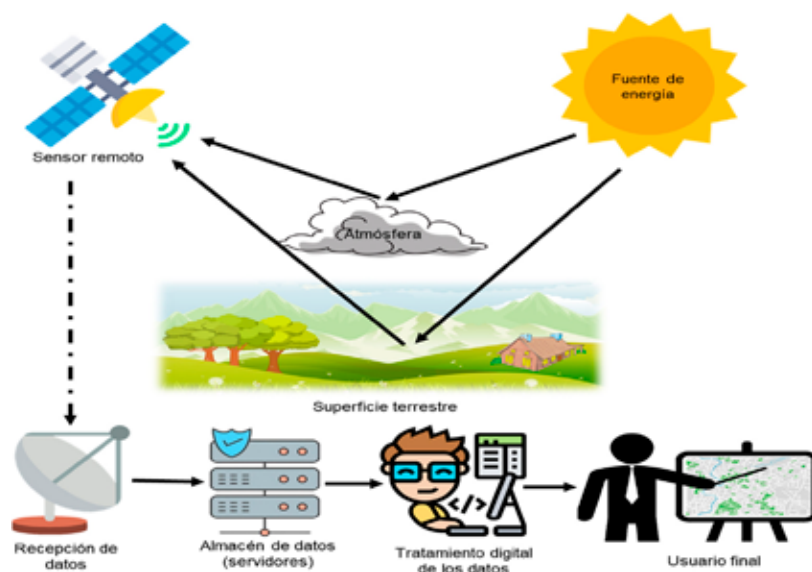 Fuente de
energía
Sensor remoto
Atmósfera
Superficie terrestre
Recepción de
datos
Almacén de datos
(servidores)
Tratamiento digital
de los datos
Usuario final